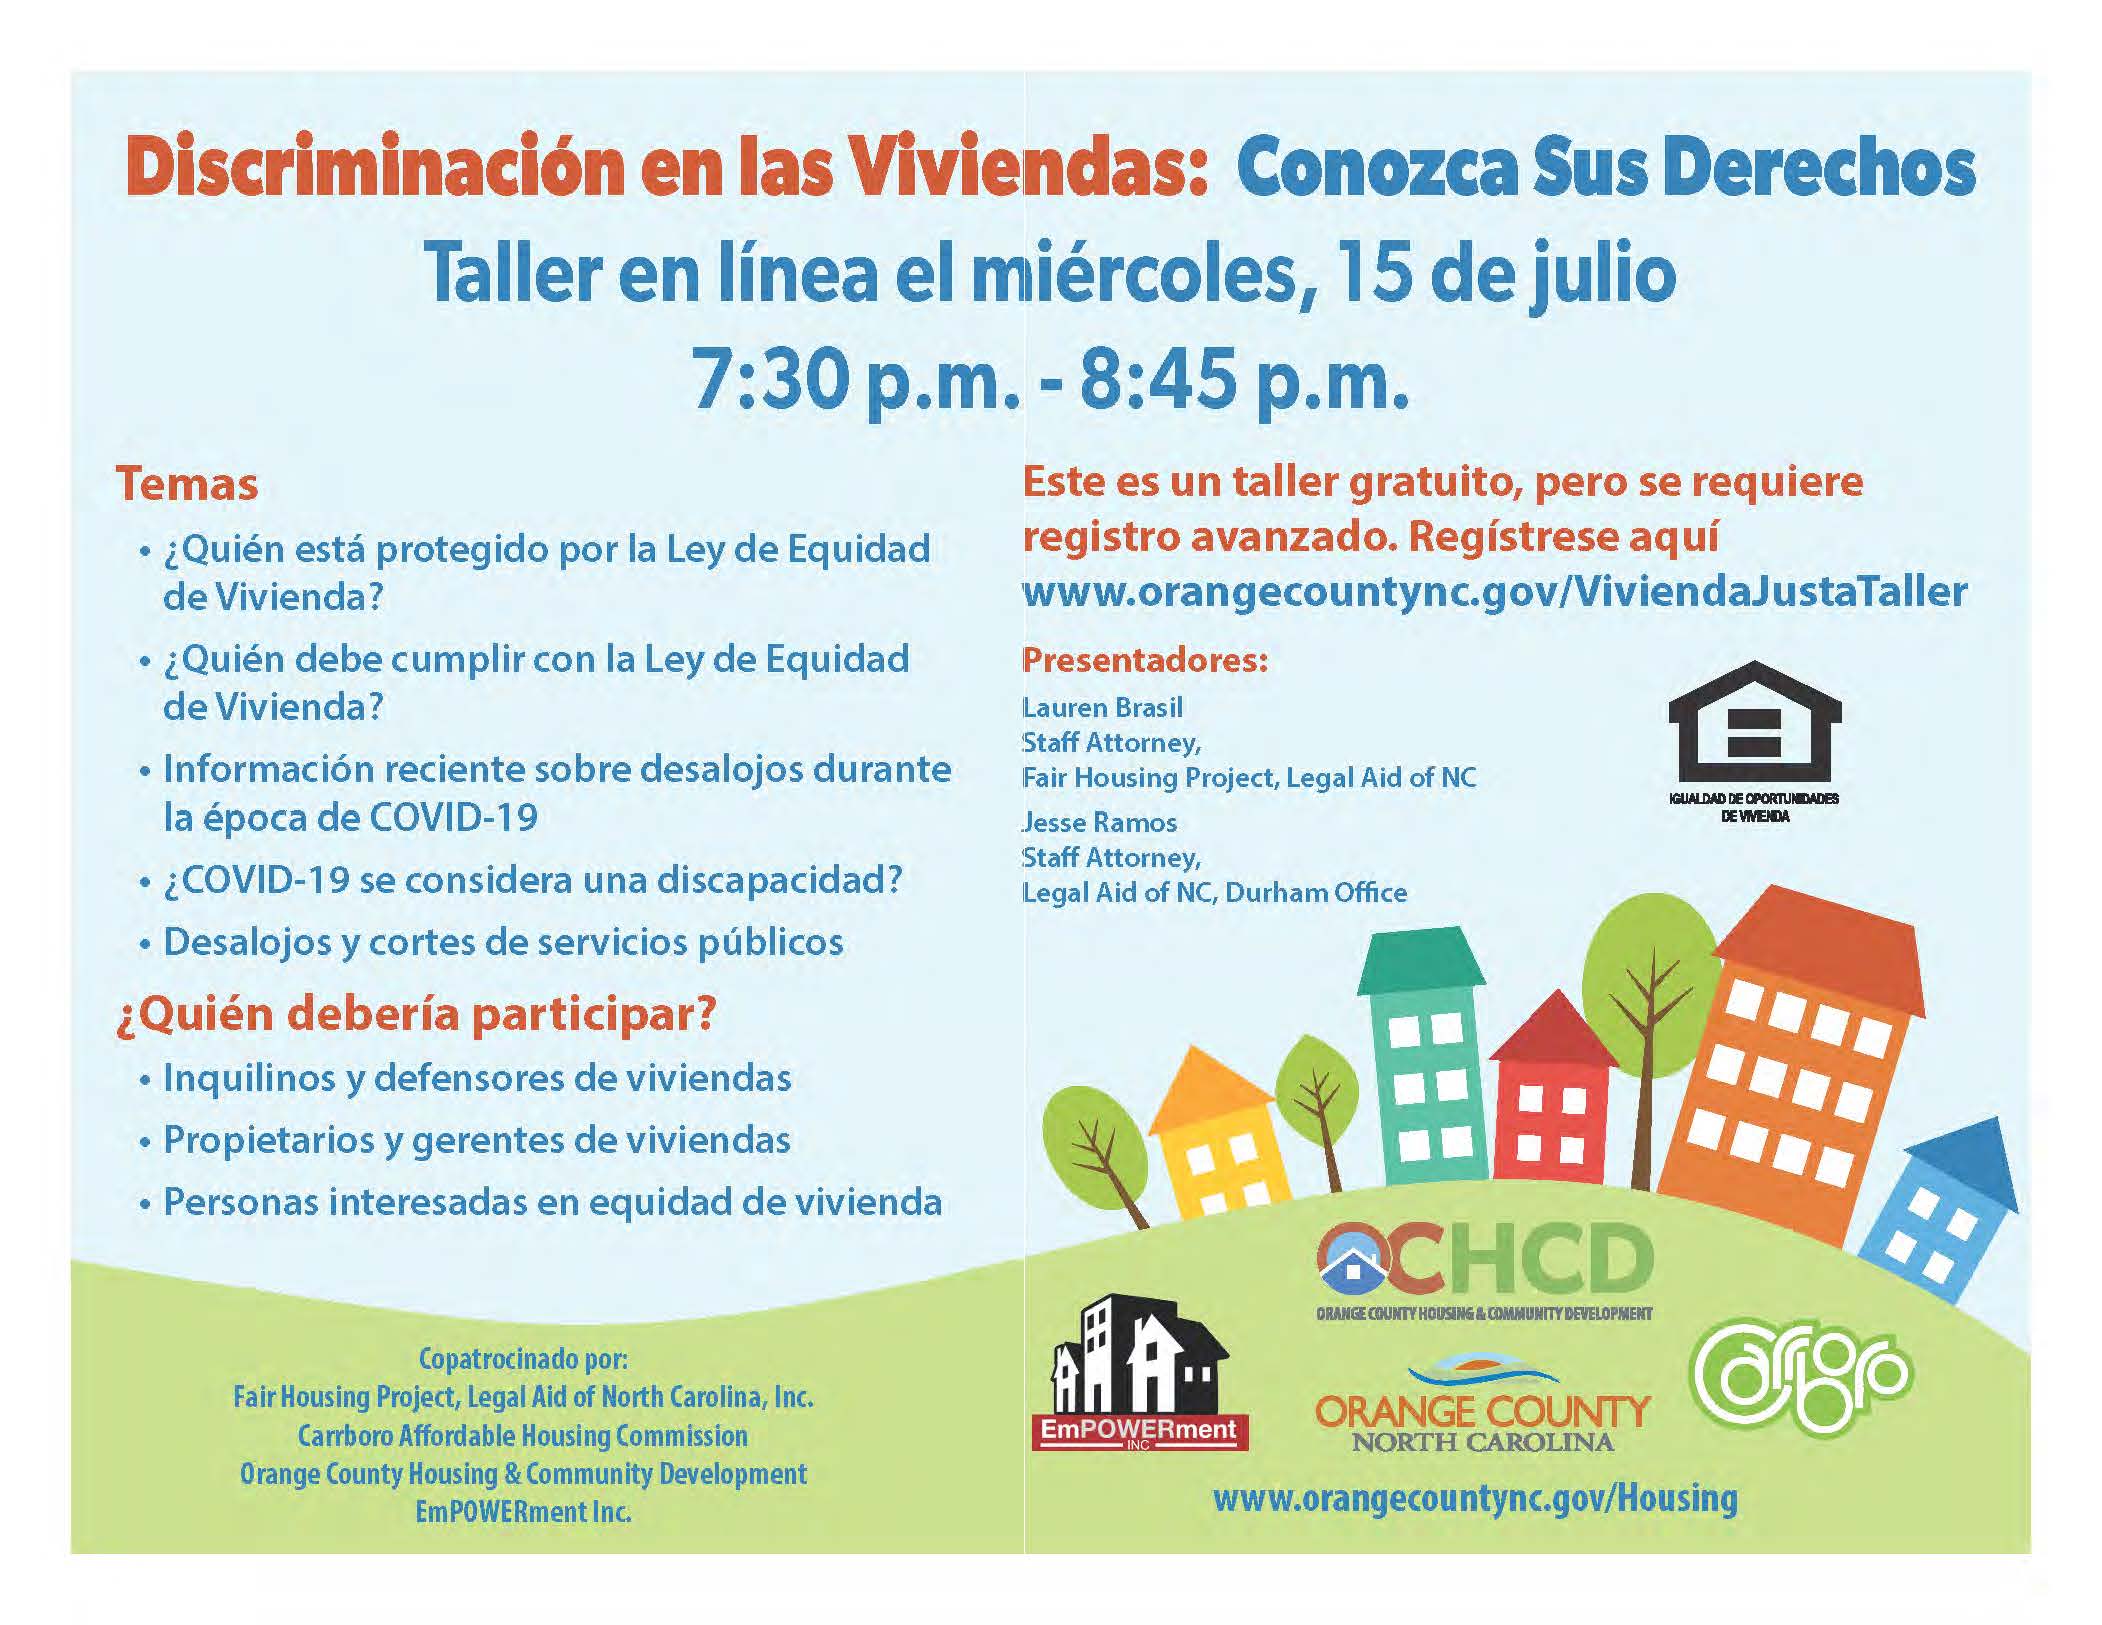 Discriminación en las Viviendas: Conozca Sus Derechos
Taller en línea el miércoles, 15 de julio
7:30 p.m. - 8:45 p.m.
Temas
• ¿Quién está protegido por la Ley de Equidad
de Vivienda?
• ¿Quién debe cumplir con la Ley de Equidad
de Vivienda?
• Información reciente sobre desalojos durante
la época de COVID-19
• ¿COVID-19 se considera una discapacidad?
• Desalojos y cortes de servicios públicos
¿Quién debería participar?
• Inquilinos y defensores de viviendas
• Propietarios y gerentes de viviendas
• Personas interesadas en equidad de vivienda
Copatrocinado por:
Fair Housing Project, Legal Aid of North Carolina, Inc.
Carrboro Affordable Housing Commission
Orange County Housing & Community Development
EmPOWERment Inc.
Este es un taller gratuito, pero se requiere
registro avanzado. Regístrese aquí
www.orangecountync.gov/ViviendaJustaTaller
Presentadores:
Lauren Brasil
Staff Attorney,
Fair Housing Project, Legal Aid of NC
Jesse Ramos
Staff Attorney,
Legal Aid of NC, Durham Office
IGUALDAD DE OPORTUNIDADES
DE VIVIENDA
OCHCD
ORANGE COUNTY HOUSING & COMMUNITY DEVELOPMENT
EmPOWERment
INC
ORANGE COUNTY
NORTH CAROLINA
Carrboro
www.orangecountync.gov/Housing